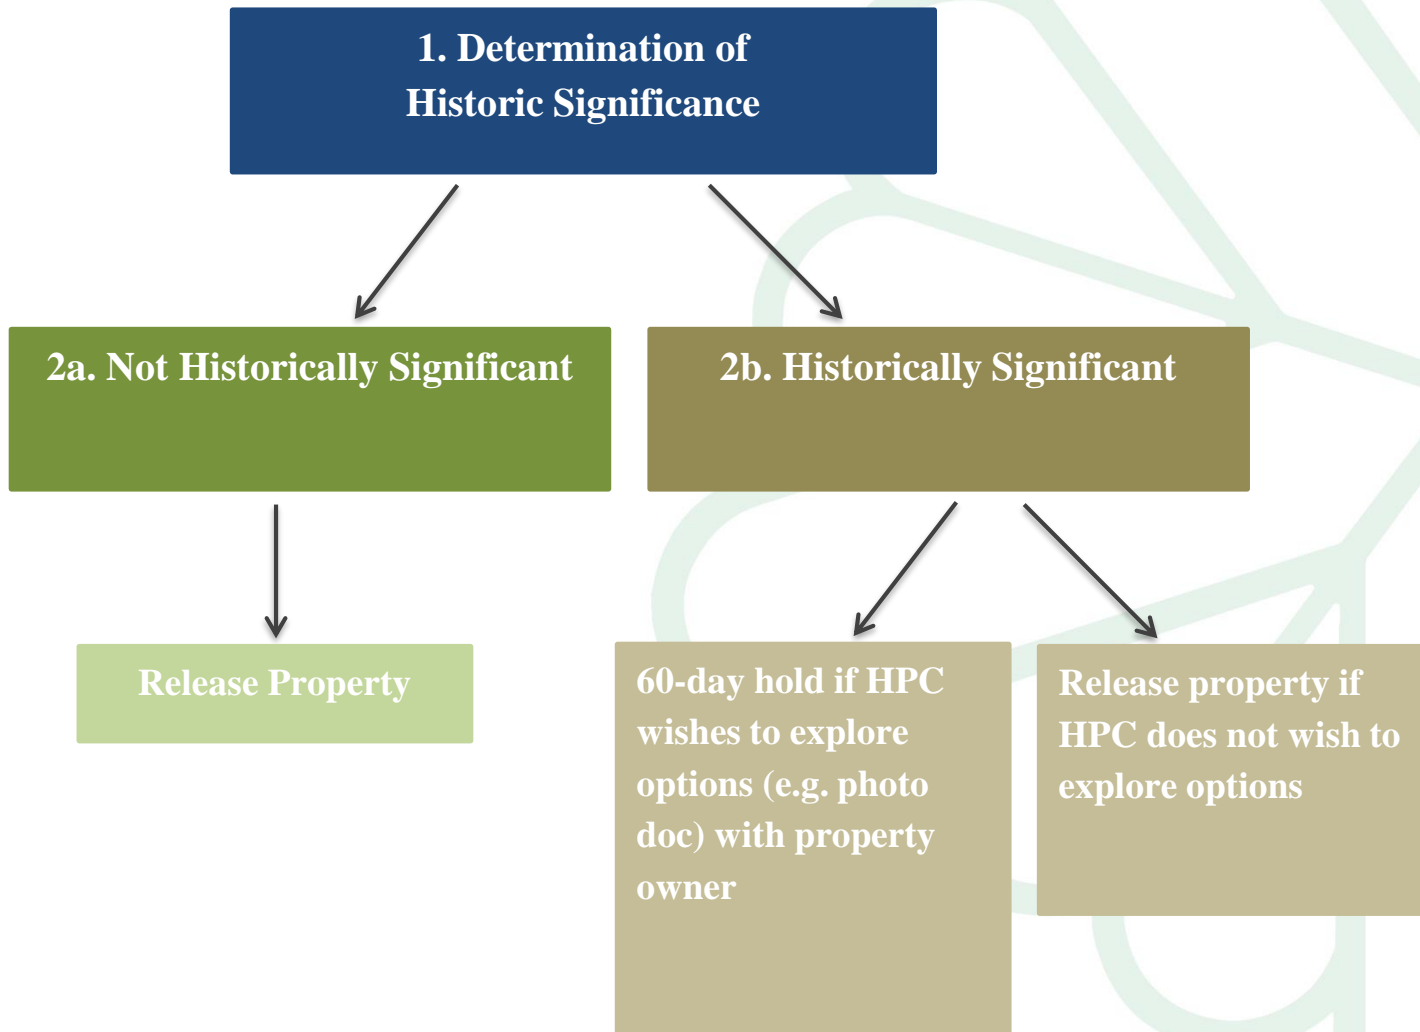 1. Determination of
Historic Significance
2a. Not Historically Significant
2b. Historically Significant
Release Property
60-day hold if HPC
wishes to explore
options (e.g. photo
doc) with property
owner
Release property if
HPC does not wish to
explore options